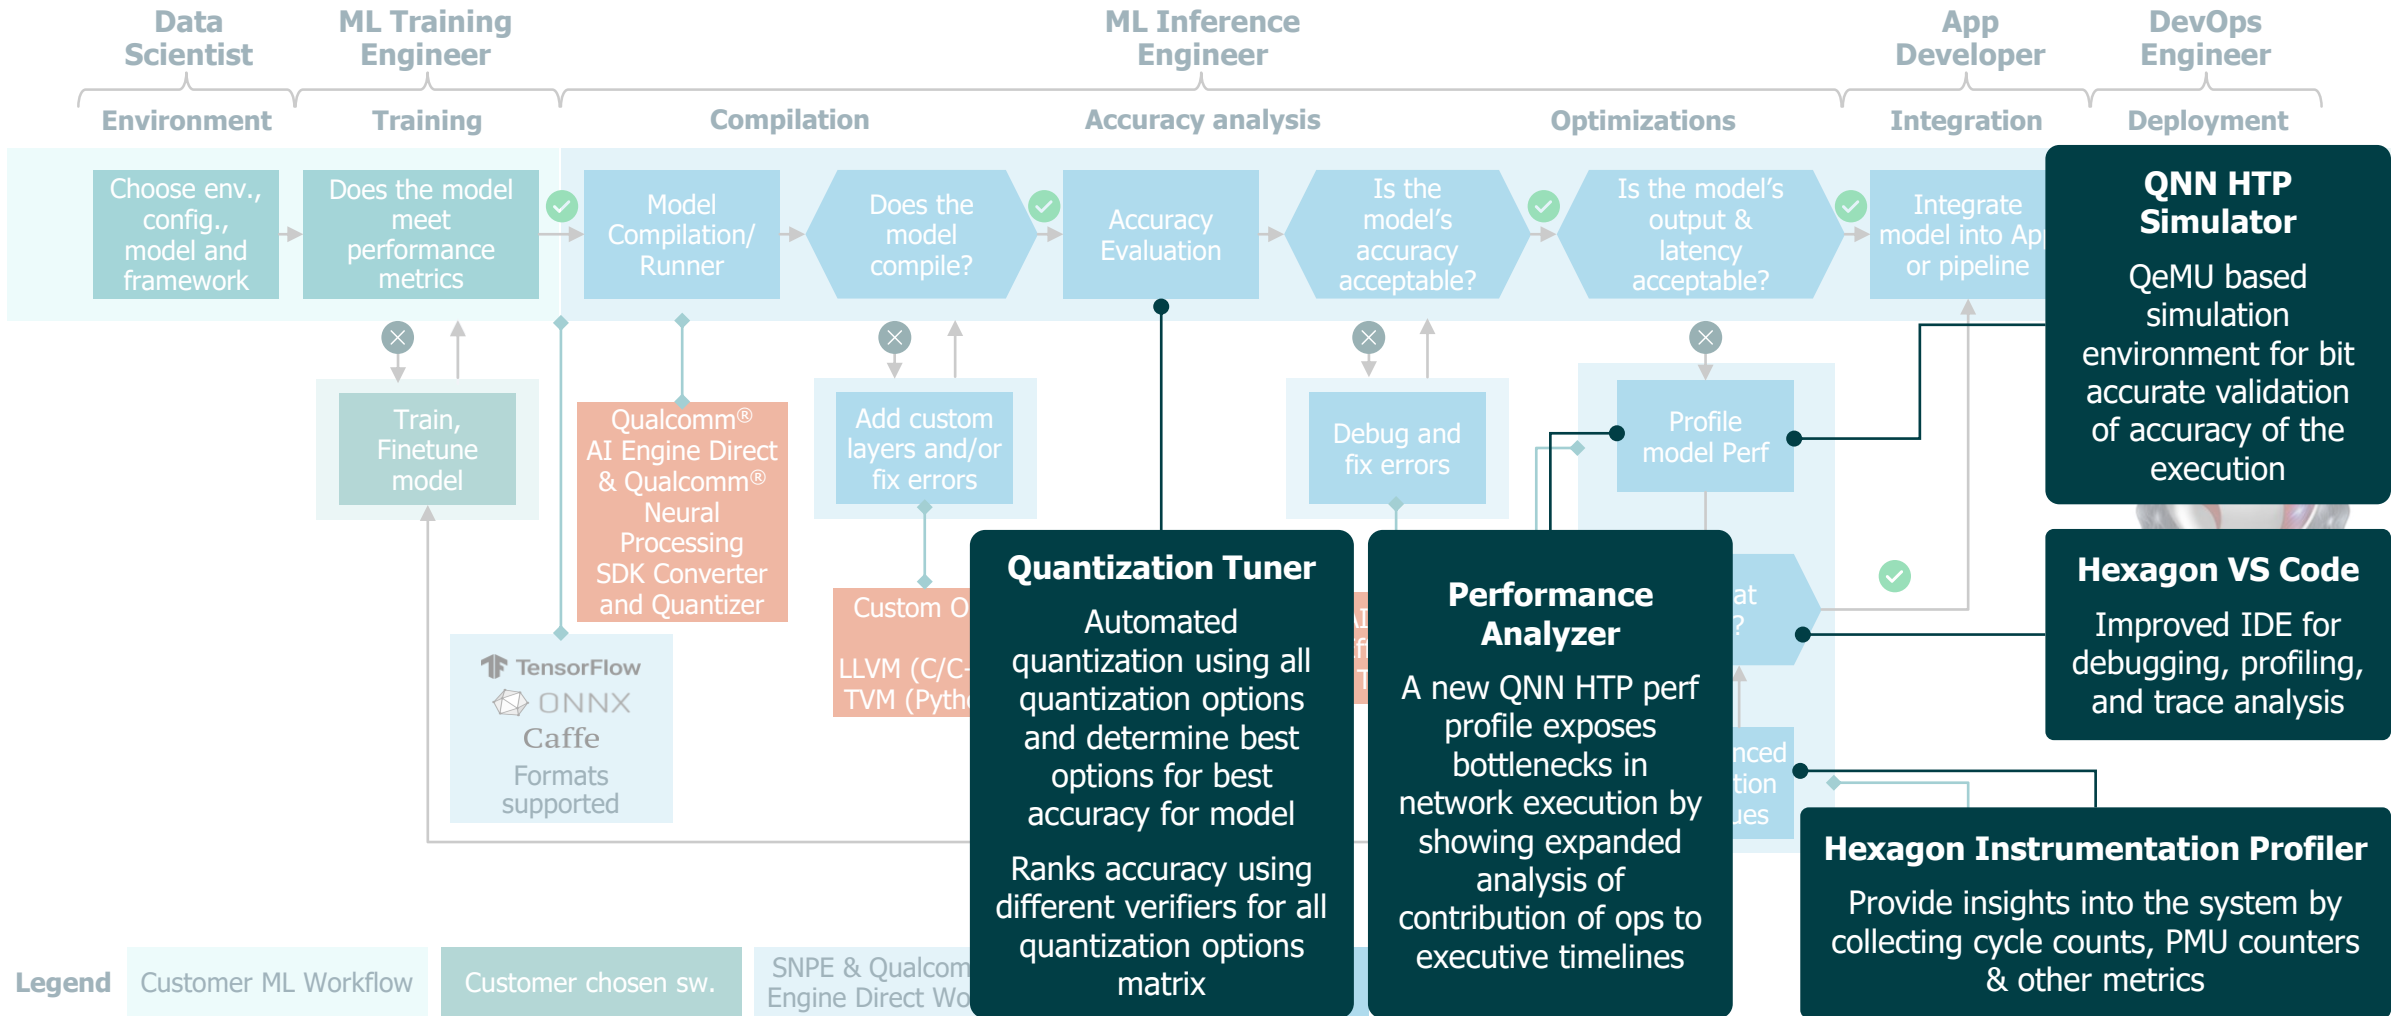 Data
Scientist
ML Training
Engineer
ML Inference
Engineer
App
Developer
DevOps
Engineer
Environment
Training
Compilation
Accuracy analysis
Optimizations
Integration
Deployment
Choose env.,
config.,
model and
framework
Does the model
meet
performance
metrics
Model
Compilation/
Runner
Does the
model
compile?
Accuracy
Evaluation
Is the
model's
accuracy
acceptable?
Is the model's
output &
latency
acceptable?
Integrate
model into App
or pipeline
QNN HTP
Simulator
QeMU based
simulation
environment for bit
accurate validation
of accuracy of the
execution
Train,
Finetune
model
Qualcomm®
AI Engine Direct
& Qualcomm®
Neural
Processing
SDK Converter
and Quantizer
Add custom
layers and/or
fix errors
Debug and
fix errors
Profile
model Perf
Custom O
LLVM (C/C-
TVM (Pytho
TensorFlow
ONNX
Caffe
Formats
supported
Quantization Tuner
Automated
quantization using all
quantization options
and determine best
options for best
accuracy for model
Ranks accuracy using
different verifiers for all
quantization options
matrix
Performance
Analyzer
A new QNN HTP perf
profile exposes
bottlenecks in
network execution by
showing expanded
analysis of
contribution of ops to
executive timelines
at
?
nced
tion
ues
Hexagon VS Code
Improved IDE for
debugging, profiling,
and trace analysis
Hexagon Instrumentation Profiler
Provide insights into the system by
collecting cycle counts, PMU counters
& other metrics
Legend
Customer ML Workflow
Customer chosen sw.
SNPE & Qualcom
Engine Direct Wo